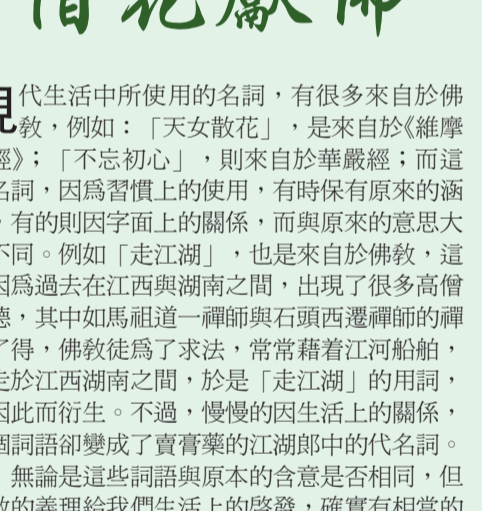 借花獻佛
現代生活中所使用的名詞，有很多來自於佛
教，例如：「天女散花」，是來自於《維摩
經》；「不忘初心」，則來自於華嚴經；而這
名詞，因為習慣上的使用，有時保有原來的涵
，有的則因字面上的關係，而與原來的意思大
不同。例如「走江湖」，也是來自於佛教，這
因為過去在江西與湖南之間，出現了很多高僧
德，其中如馬祖道一禪師與石頭西遷禪師的禪
了得，佛教徒為了求法，常常藉着江河船舶，
走於江西湖南之間，於是「走江湖」的用詞，
因此而衍生。不過，慢慢的因生活上的關係，
個詞語卻變成了賣膏藥的江湖郎中的代名詞。
無論是這些詞語與原本的含意是否相同，但
教的義理給我們生活上的啓發，確實有相當的